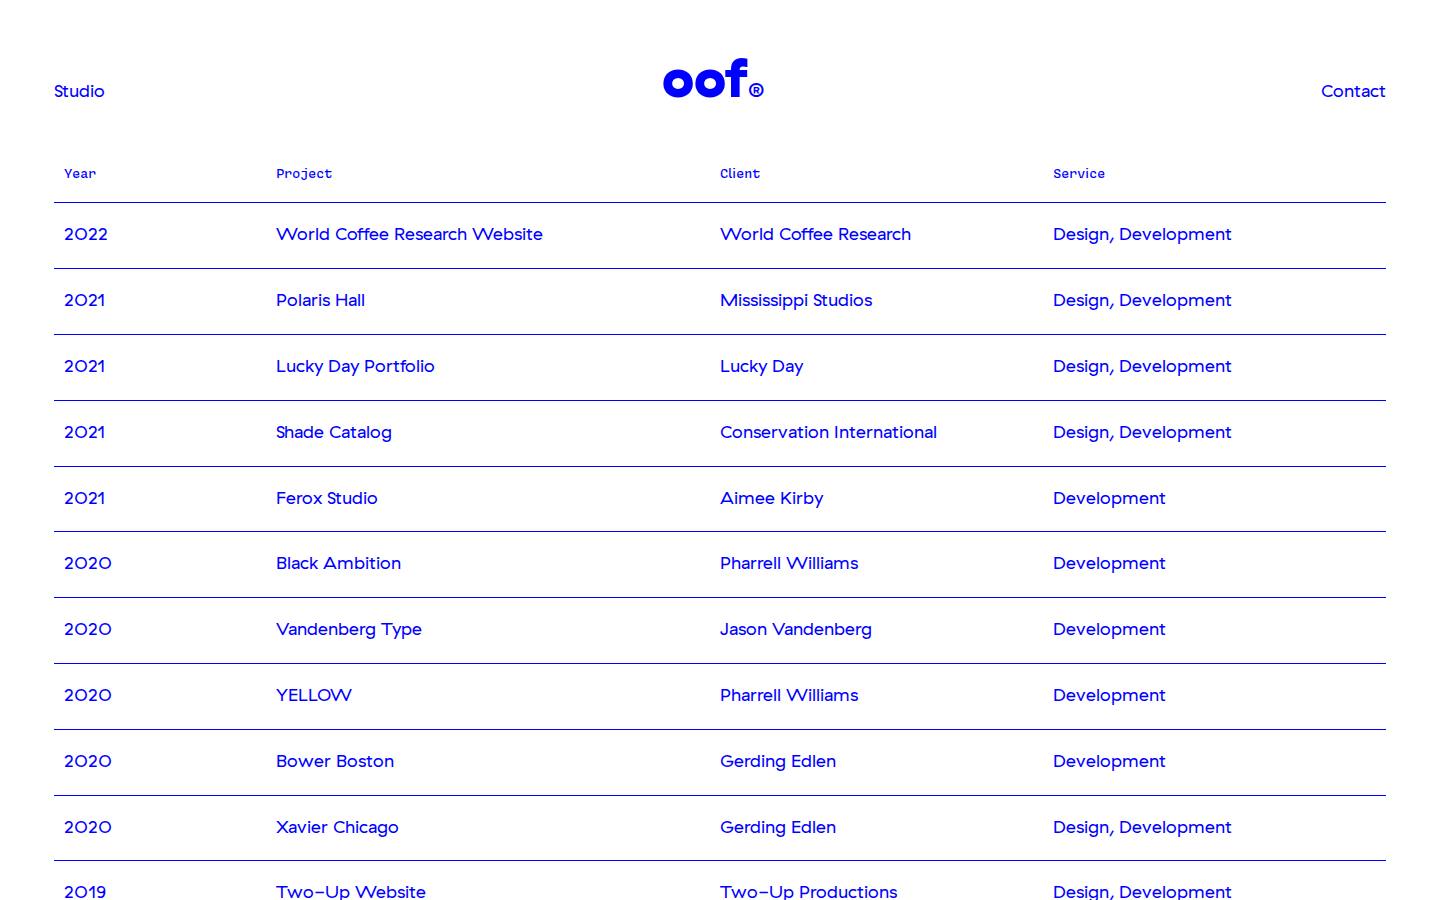 Studio oof® Contact
Year Project Client Service
2022 World Coffee Research Website World Coffee Research Design, Development
2021 Polaris Hall Mississippi Studios Design, Development
2021 Lucky Day Portfolio Lucky Day Design, Development
2021 Shade Catalog Conservation International Design, Development
2021 Ferox Studio Aimee Kirby Development
2020 Black Ambition Pharrell Williams Development
2020 Vandenberg Type Jason Vandenberg Development
2020 YELLOW Pharrell Williams Development
2020 Bower Boston Gerding Edlen Development
2020 Xavier Chicago Gerding Edlen Design, Development
2019 Two–Up Website Two–Up Productions Design, Development